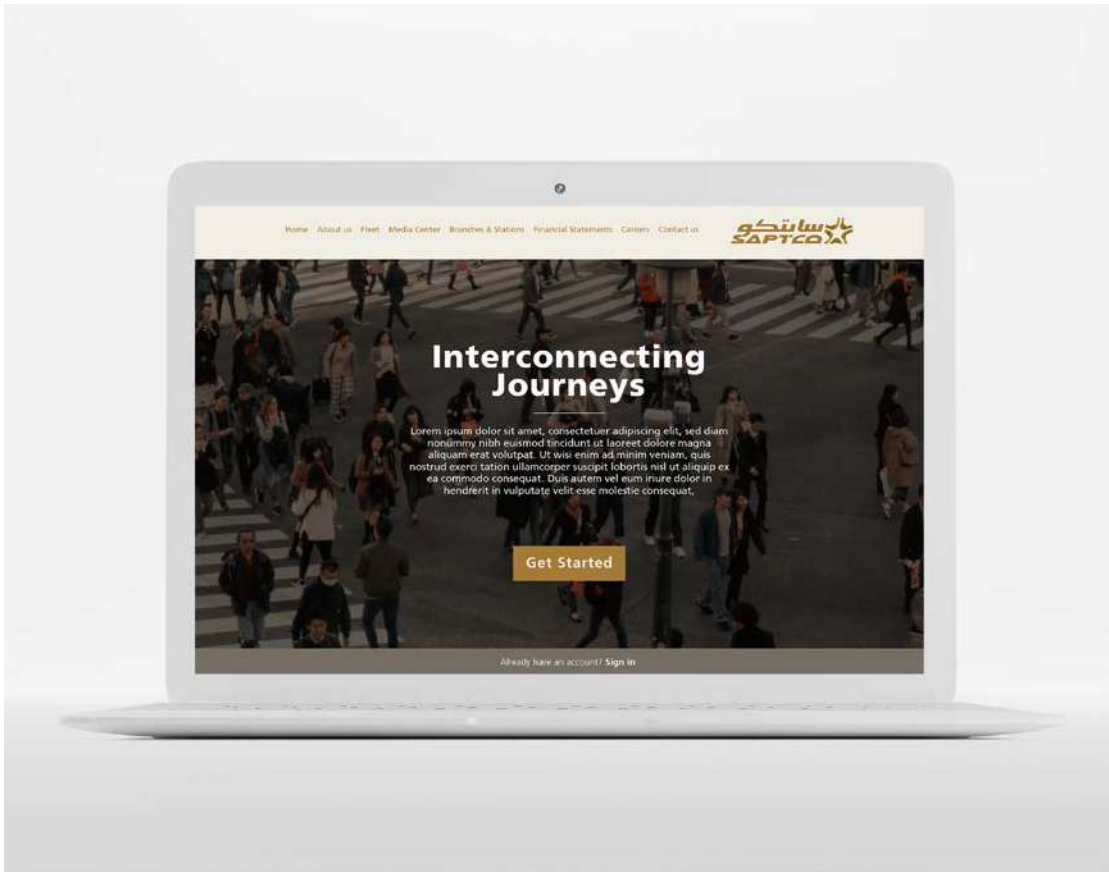 Home About us Fleet Media Center Branches & Stations Financial Statements Careers Contact us
سابتكو
SAPTCO
Interconnecting
Journeys
Lorem ipsum dolor sit amet, consectetuer adipiscing elit, sed diam
nonummy nibh euismod tincidunt ut laoreet dolore magna
aliquam erat volutpat. Ut wisi enim ad minim veniam, quis
nostrud exerci tation ullamcorper suscipit lobortis nisl ut aliquip ex
ea commodo consequat. Duis autem vel eum iriure dolor in
hendrerit in vulputate velit esse molestie consequat,
Get Started
Already have an account? Sign in